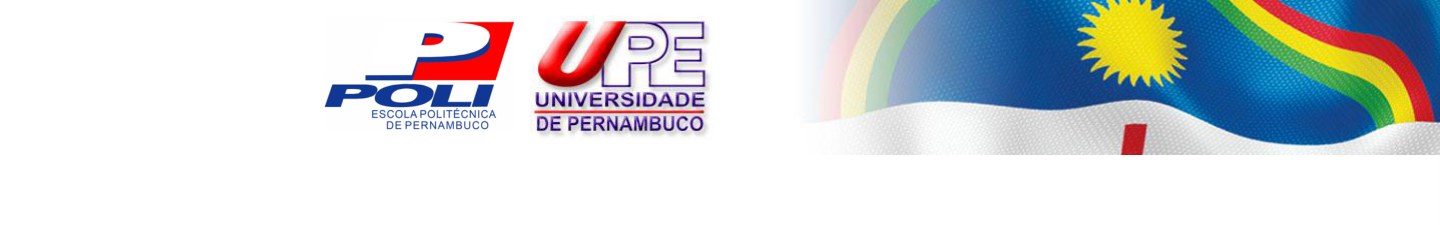 P
POLI
ESCOLA POLITÉCNICA
DE PERNAMBUCO
UPE
UNIVERSIDADE
DE PERNAMBUCO